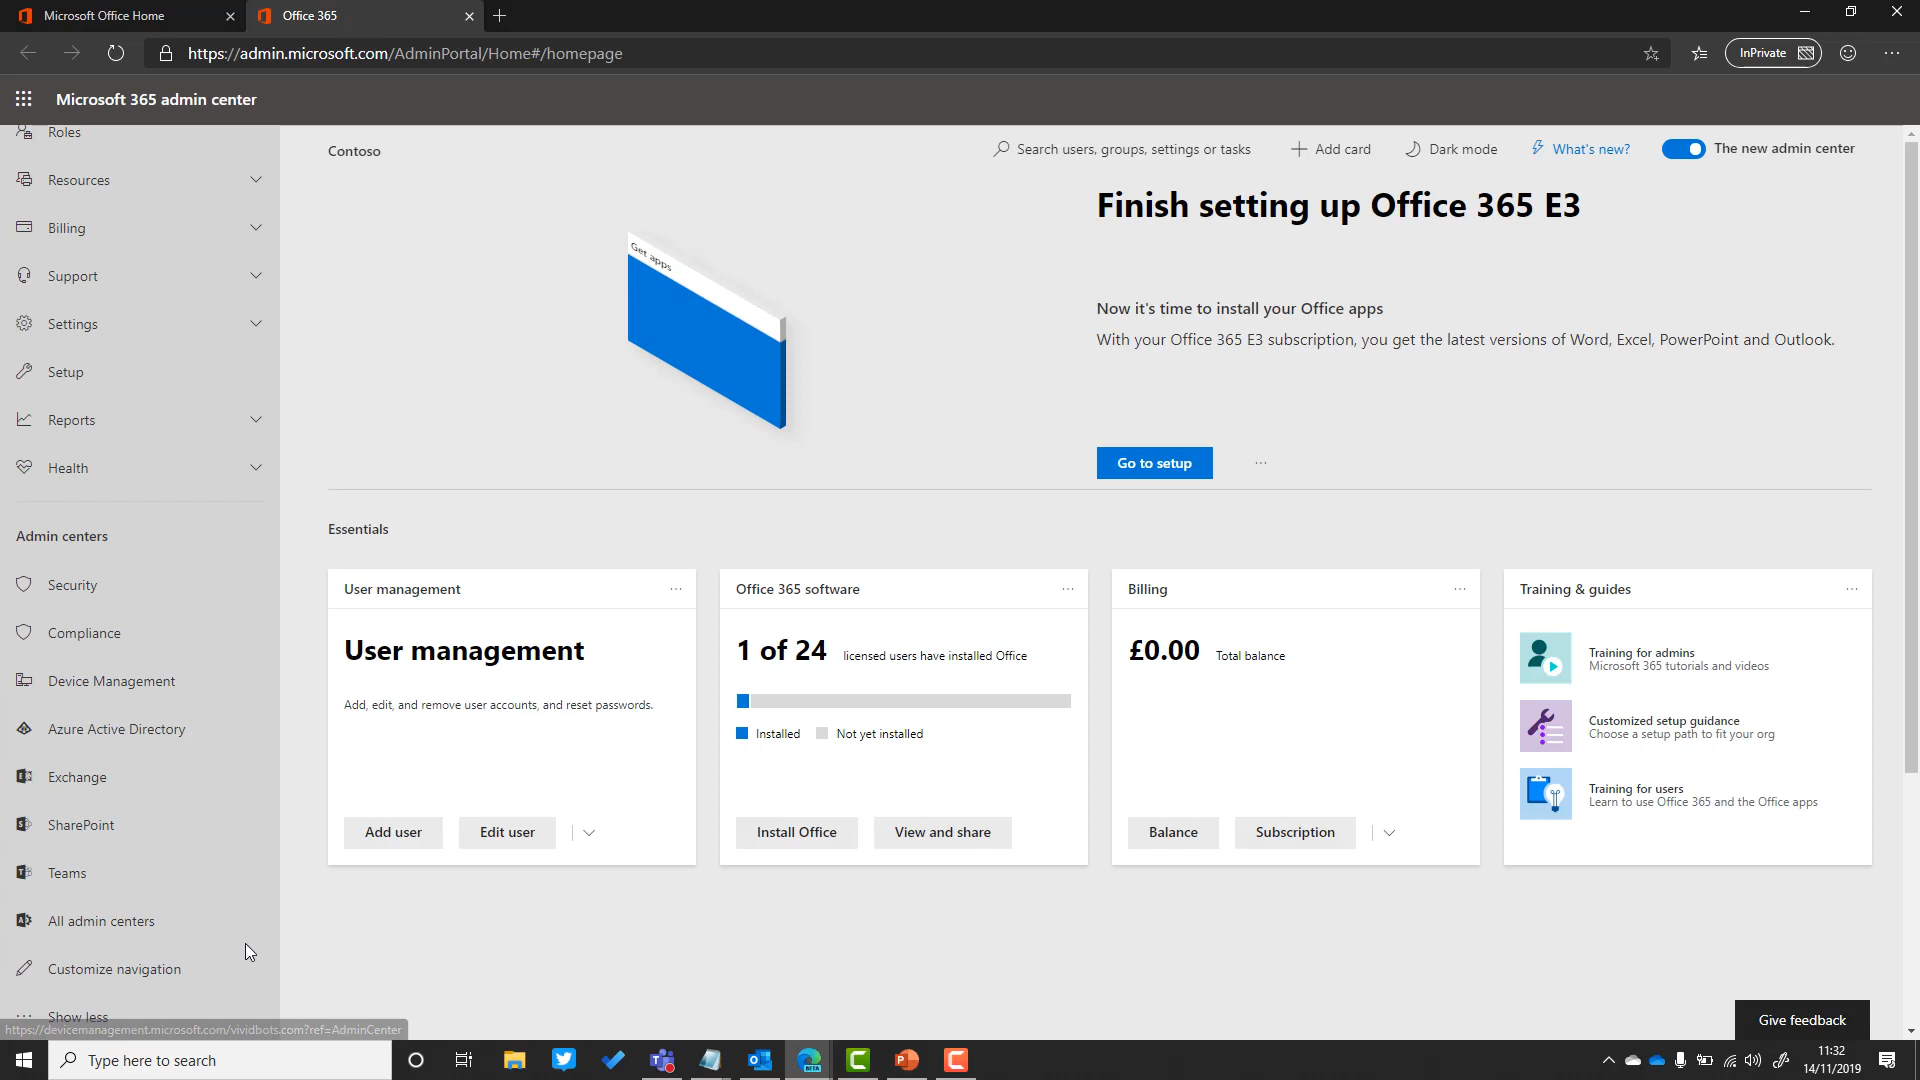 Microsoft Office Home
Office 365
https://admin.microsoft.com/AdminPortal/Home#/homepage
InPrivate
Microsoft 365 admin center
Roles
Resources
Billing
Support
Settings
Setup
Reports
Health
Admin centers
Security
Compliance
Device Management
Azure Active Directory
Exchange
SharePoint
Teams
All admin centers
Customize navigation
Show less
https://devicemanagement.microsoft.com/vividbots.com?ref=AdminCenter
Contoso
Search users, groups, settings or tasks
Add card
Dark mode
What's new?
The new admin center
Get apps
Finish setting up Office 365 E3
Now it's time to install your Office apps
With your Office 365 E3 subscription, you get the latest versions of Word, Excel, PowerPoint and Outlook.
Go to setup
Essentials
User management
User management
Add, edit, and remove user accounts, and reset passwords.
Add user
Edit user
Office 365 software
1 of 24 licensed users have installed Office
Installed
Not yet installed
Install Office
View and share
Billing
£0.00 Total balance
Balance
Subscription
Training & guides
Training for admins
Microsoft 365 tutorials and videos
Customized setup guidance
Choose a setup path to fit your org
Training for users
Learn to use Office 365 and the Office apps
Give feedback
Type here to search
BETA
11:32
14/11/2019